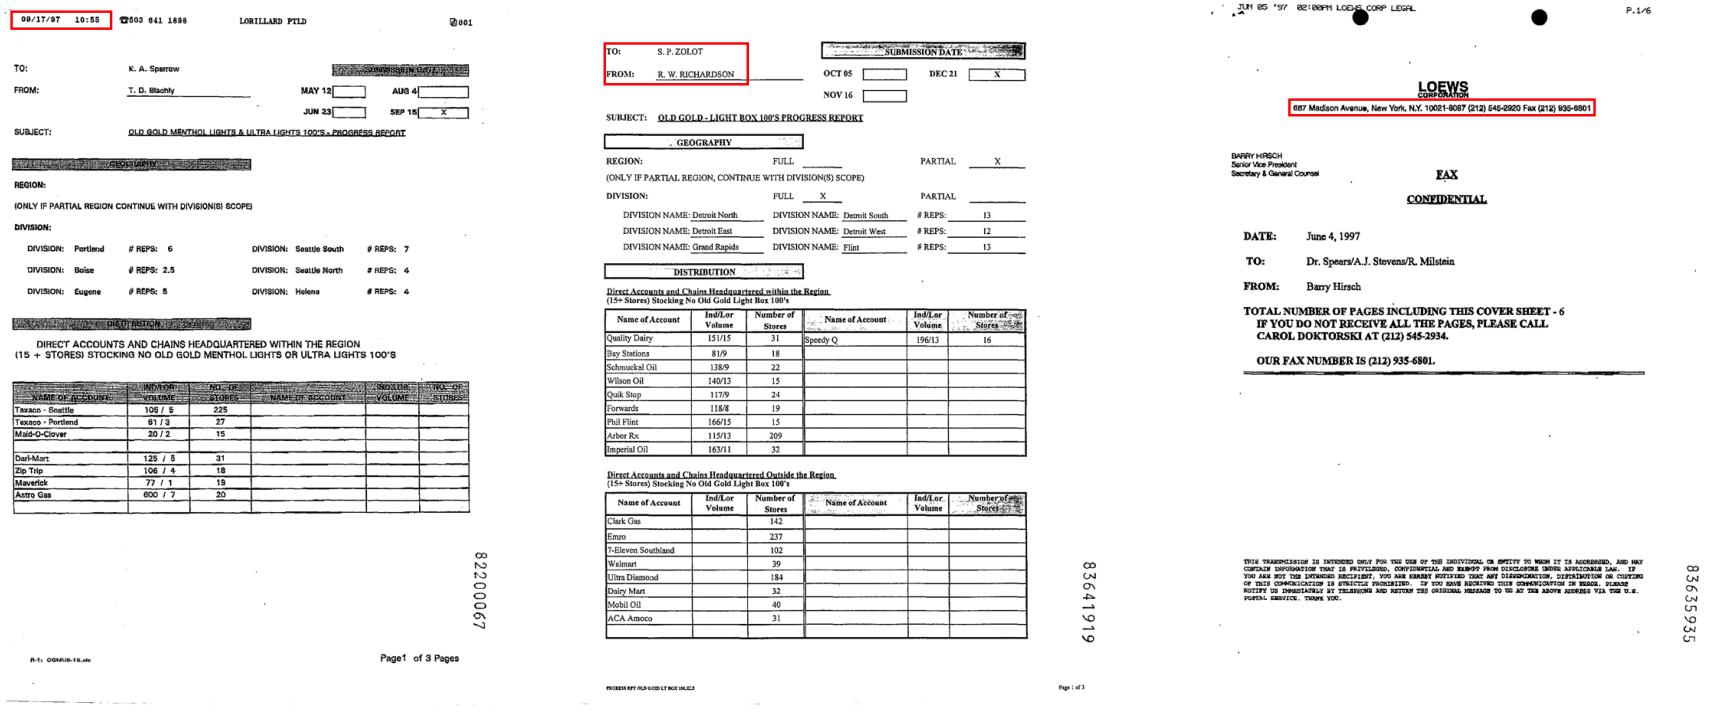 09/17/97 10:55 ☎503 641 1898 LORILLARD PTLD 001
TO: K. A. Sparrow SUBMISSION DATE
FROM: T. D. Blachly MAY 12 AUG 4
JUN 23 SEP 15 X
SUBJECT: OLD GOLD MENTHOL LIGHTS & ULTRA LIGHTS 100'S - PROGRESS REPORT
GEOGRAPHY
REGION:
(ONLY IF PARTIAL REGION CONTINUE WITH DIVISION(S) SCOPE)
DIVISION:
DIVISION: Portland # REPS: 6 DIVISION: Seattle South # REPS: 7
DIVISION: Boise # REPS: 2.5 DIVISION: Seattle North # REPS: 4
DIVISION: Eugene # REPS: 5 DIVISION: Helena # REPS: 4
DISTRIBUTION
DIRECT ACCOUNTS AND CHAINS HEADQUARTERED WITHIN THE REGION
(15 + STORES) STOCKING NO OLD GOLD MENTHOL LIGHTS OR ULTRA LIGHTS 100'S
IND/LOR NO. OF IND/LOR NO. OF
NAME OF ACCOUNT VOLUME STORES NAME OF ACCOUNT VOLUME STORES
Texaco - Seattle 105 / 5 225
Texaco - Portland 61 / 3 27
Maid-O-Clover 20 / 2 15
Dari-Mart 125 / 5 31
Zip Trip 106 / 4 18
Maverick 77 / 1 19
Astro Gas 600 / 7 20
82200067
Page1 of 3 Pages
TO: S. P. ZOLOT SUBMISSION DATE
FROM: R. W. RICHARDSON OCT 05 DEC 21 X
NOV 16
SUBJECT: OLD GOLD - LIGHT BOX 100'S PROGRESS REPORT
GEOGRAPHY
REGION: FULL PARTIAL X
(ONLY IF PARTIAL REGION, CONTINUE WITH DIVISION(S) SCOPE)
DIVISION: FULL X PARTIAL
DIVISION NAME: Detroit North DIVISION NAME: Detroit South # REPS: 13
DIVISION NAME: Detroit East DIVISION NAME: Detroit West # REPS: 12
DIVISION NAME: Grand Rapids DIVISION NAME: Flint # REPS: 13
DISTRIBUTION
Direct Accounts and Chains Headquartered within the Region
(15+ Stores) Stocking No Old Gold Light Box 100's
Name of Account Ind/Lor Volume Number of Stores Name of Account Ind/Lor Volume Number of Stores
Quality Dairy 151/15 31 Speedy Q 196/13 16
Bay Stations 81/9 18
Schmuckal Oil 138/9 22
Wilson Oil 140/13 15
Quik Stop 117/9 24
Forwards 118/8 19
Phil Flint 166/15 15
Arbor Rx 115/13 209
Imperial Oil 163/11 32
Direct Accounts and Chains Headquartered Outside the Region
(15+ Stores) Stocking No Old Gold Light Box 100's
Name of Account Ind/Lor Volume Number of Stores Name of Account Ind/Lor Volume Number of Stores
Clark Gas 142
Emro 237
7-Eleven Southland 102
Walmart 39
Ultra Diamond 184
Dairy Mart 32
Mobil Oil 40
ACA Amoco 31
83641919
PROGRESS RPT OLD GOLD LT BOX 100.XLS Page 1 of 3
JUN 05 '97 02:00PM LOEWS CORP LEGAL P.1/6
LOEWS
CORPORATION
667 Madison Avenue, New York, N.Y. 10021-8087 (212) 545-2920 Fax (212) 935-6801
BARRY HIRSCH
Senior Vice President
Secretary & General Counsel
FAX
CONFIDENTIAL
DATE: June 4, 1997
TO: Dr. Spears/A.J. Stevens/R. Milstein
FROM: Barry Hirsch
TOTAL NUMBER OF PAGES INCLUDING THIS COVER SHEET - 6
IF YOU DO NOT RECEIVE ALL THE PAGES, PLEASE CALL
CAROL DOKTORSKI AT (212) 545-2934.
OUR FAX NUMBER IS (212) 935-6801.
THIS TRANSMISSION IS INTENDED ONLY FOR THE USE OF THE INDIVIDUAL OR ENTITY TO WHOM IT IS ADDRESSED, AND MAY
CONTAIN INFORMATION THAT IS PRIVILEGED, CONFIDENTIAL AND EXEMPT FROM DISCLOSURE UNDER APPLICABLE LAW. IF
YOU ARE NOT THE INTENDED RECIPIENT, YOU ARE HEREBY NOTIFIED THAT ANY DISSEMINATION, DISTRIBUTION OR COPYING
OF THIS COMMUNICATION IS STRICTLY PROHIBITED. IF YOU HAVE RECEIVED THIS COMMUNICATION IN ERROR, PLEASE
NOTIFY US IMMEDIATELY BY TELEPHONE AND RETURN THE ORIGINAL MESSAGE TO US AT THE ABOVE ADDRESS VIA THE U.S.
POSTAL SERVICE. THANK YOU.
83635935